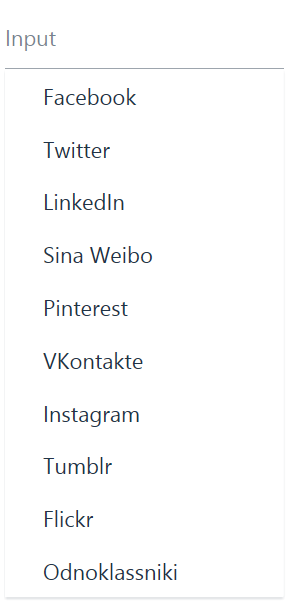 Input
Facebook
Twitter
LinkedIn
Sina Weibo
Pinterest
VKontakte
Instagram
Tumblr
Flickr
Odnoklassniki